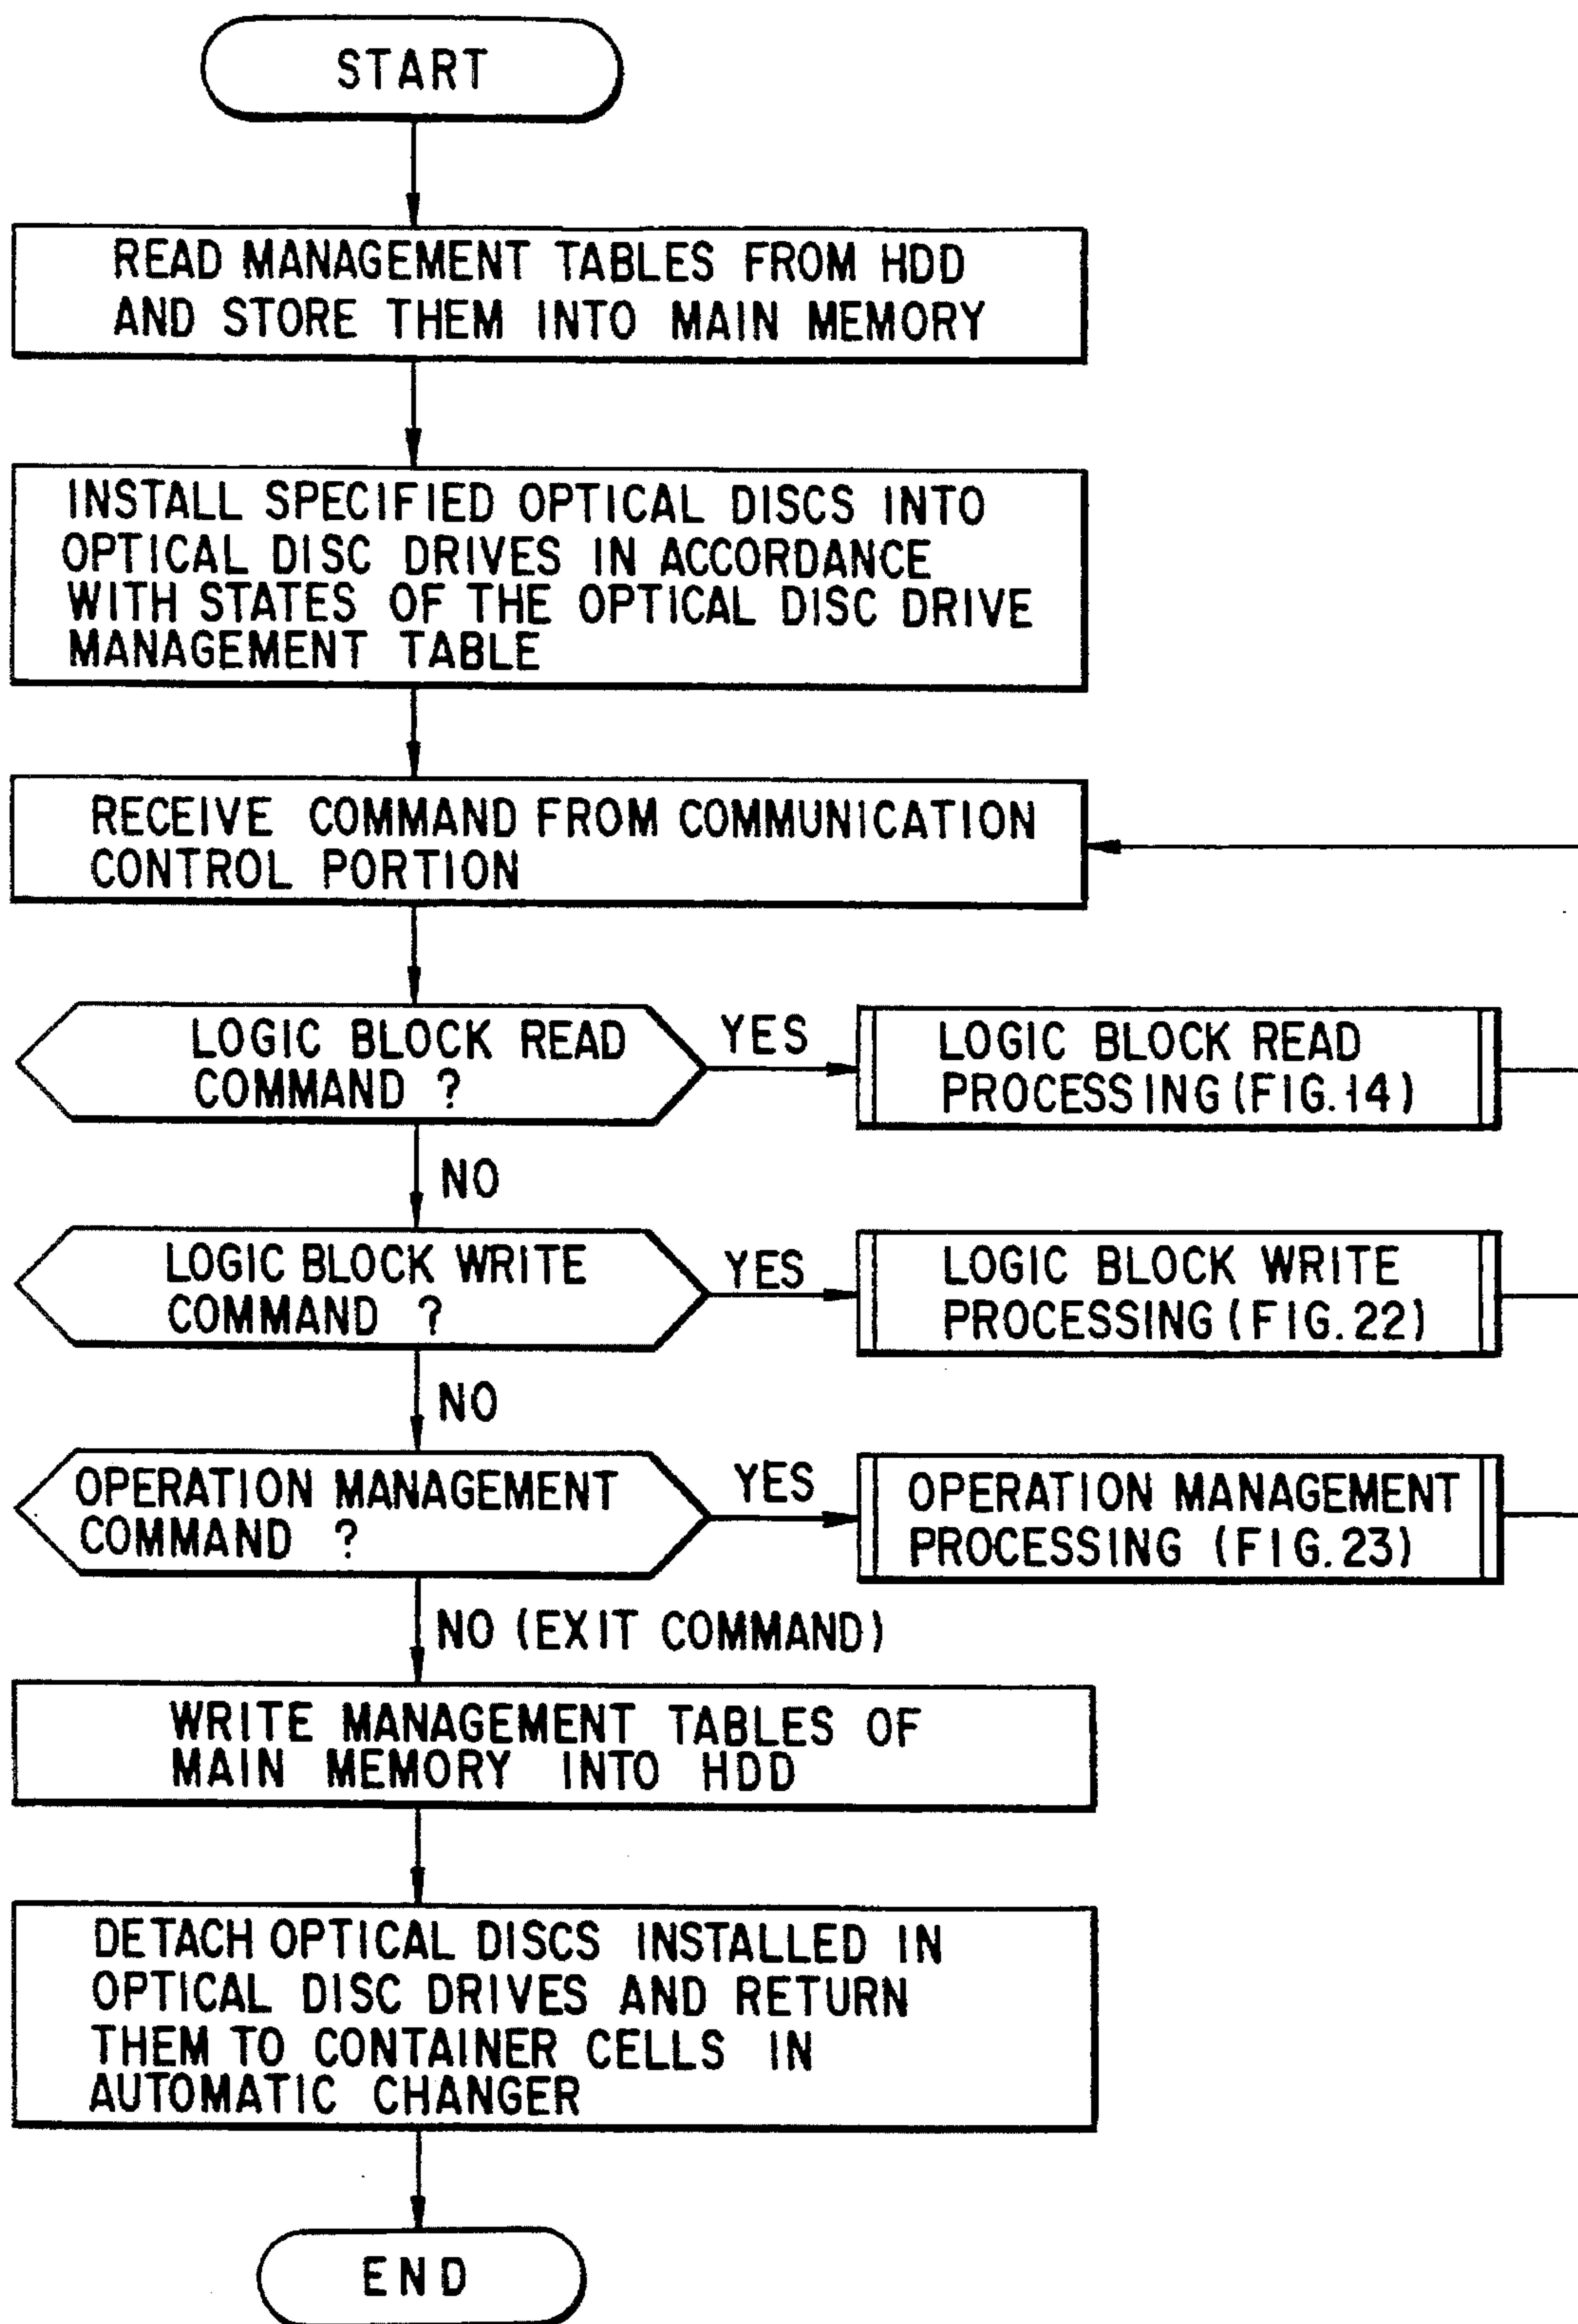 START
READ MANAGEMENT TABLES FROM HDD
AND STORE THEM INTO MAIN MEMORY
INSTALL SPECIFIED OPTICAL DISCS INTO
OPTICAL DISC DRIVES IN ACCORDANCE
WITH STATES OF THE OPTICAL DISC DRIVE
MANAGEMENT TABLE
RECEIVE COMMAND FROM COMMUNICATION
CONTROL PORTION
LOGIC BLOCK READ
COMMAND ?
YES
LOGIC BLOCK READ
PROCESSING (FIG.14)
NO
LOGIC BLOCK WRITE
COMMAND ?
YES
LOGIC BLOCK WRITE
PROCESSING (FIG.22)
NO
OPERATION MANAGEMENT
COMMAND ?
YES
OPERATION MANAGEMENT
PROCESSING (FIG.23)
NO (EXIT COMMAND)
WRITE MANAGEMENT TABLES OF
MAIN MEMORY INTO HDD
DETACH OPTICAL DISCS INSTALLED IN
OPTICAL DISC DRIVES AND RETURN
THEM TO CONTAINER CELLS IN
AUTOMATIC CHANGER
END